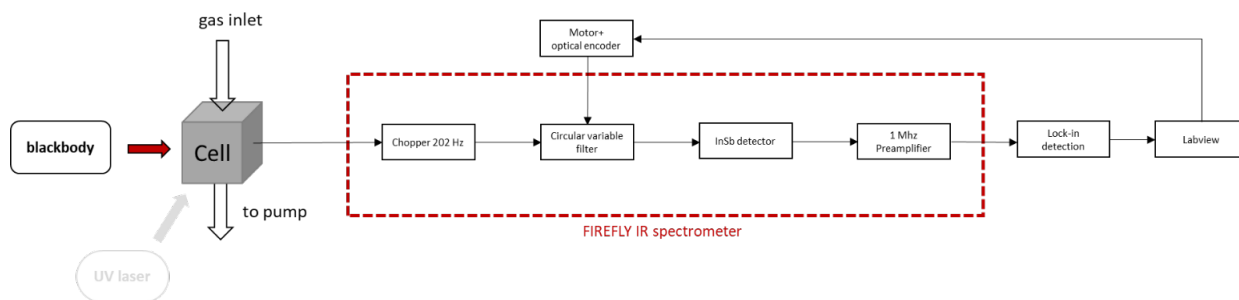 gas inlet
blackbody
Cell
to pump
UV laser
Motor+
optical encoder
Chopper 202 Hz
Circular variable
filter
InSb detector
1 Mhz
Preamplifier
Lock-in
detection
Labview
FIREFLY IR spectrometer